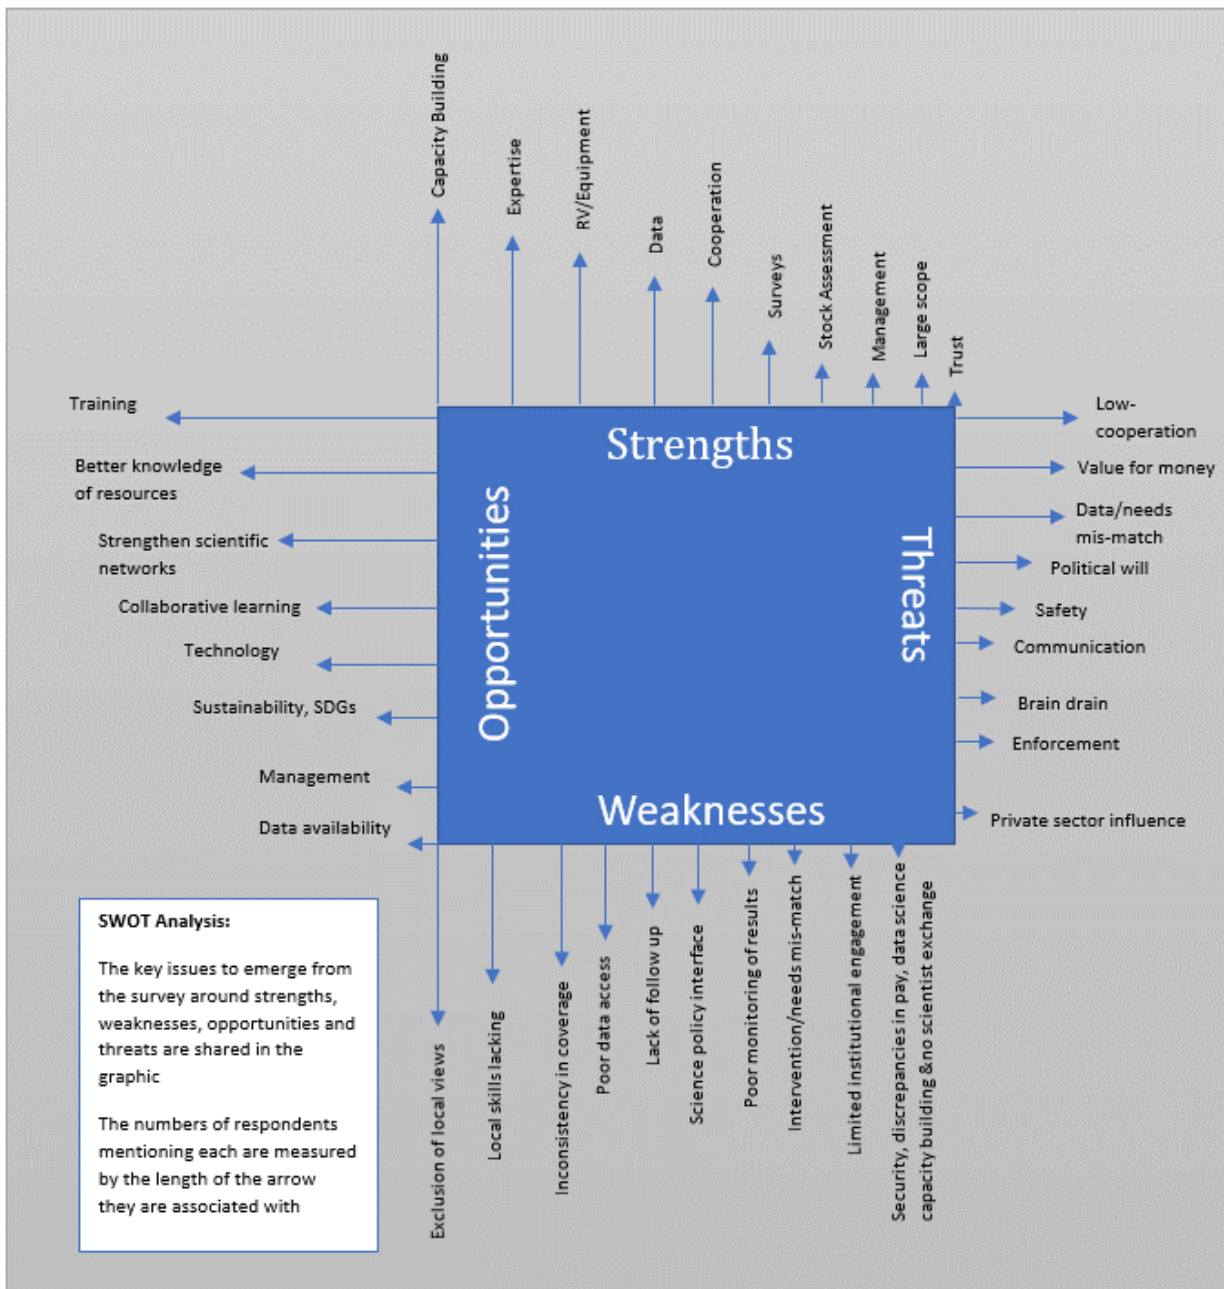 Capacity Building
Expertise
RV/Equipment
Data
Cooperation
Surveys
Stock Assessment
Management
Large scope
Trust
Strengths
Training
Better knowledge
of resources
Strengthen scientific
networks
Collaborative learning
Technology
Sustainability, SDGs
Management
Data availability
Opportunities
Threats
Low-
cooperation
Value for money
Data/needs
mis-match
Political will
Safety
Communication
Brain drain
Enforcement
Private sector influence
Weaknesses
Exclusion of local views
Local skills lacking
Inconsistency in coverage
Poor data access
Lack of follow up
Science policy interface
Poor monitoring of results
Intervention/needs mis-match
Limited institutional engagement
Security, discrepancies in pay, data science
capacity building &no scientist exchange
SWOT Analysis:
The key issues to emerge from
the survey around strengths,
weaknesses, opportunities and
threats are shared in the
graphic
The numbers of respondents
mentioning each are measured
by the length of the arrow
they are associated with